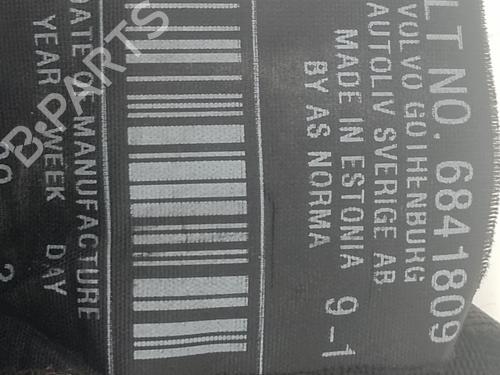 LT NO. 6841809
VOLVO GOTHENBURG
AUTOLIV SVERIGE AB
MADE IN ESTONIA 9-1
BY AS NORMA
DATE OF MANUFACTURE
YEAR WEEK DAY
B-PARTS